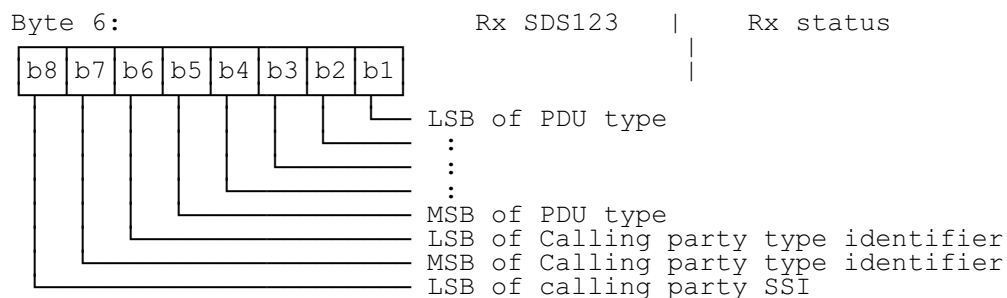 Byte 6: Rx SDS123 | Rx status
|
b8 b7 b6 b5 b4 b3 b2 b1 |
LSB of PDU type
:
:
:
MSB of PDU type
LSB of Calling party type identifier
MSB of Calling party type identifier
LSB of calling party SSI